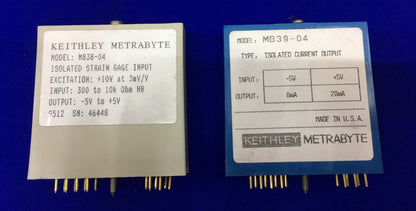 KEITHLEY METRABYTE
MODEL: MB38-04
ISOLATED STRAIN GAGE INPUT
EXCITATION: +10V at 3mV/V
INPUT: 300 to 10k Ohm HB
OUTPUT: -5V to +5V
9512 SN: 46448
MODEL: MB39-04
TYPE: ISOLATED CURRENT OUTPUT
INPUT: -5V +5V
OUTPUT: 0mA 20mA
MADE IN U.S.A.
KEITHLEY METRABYTE